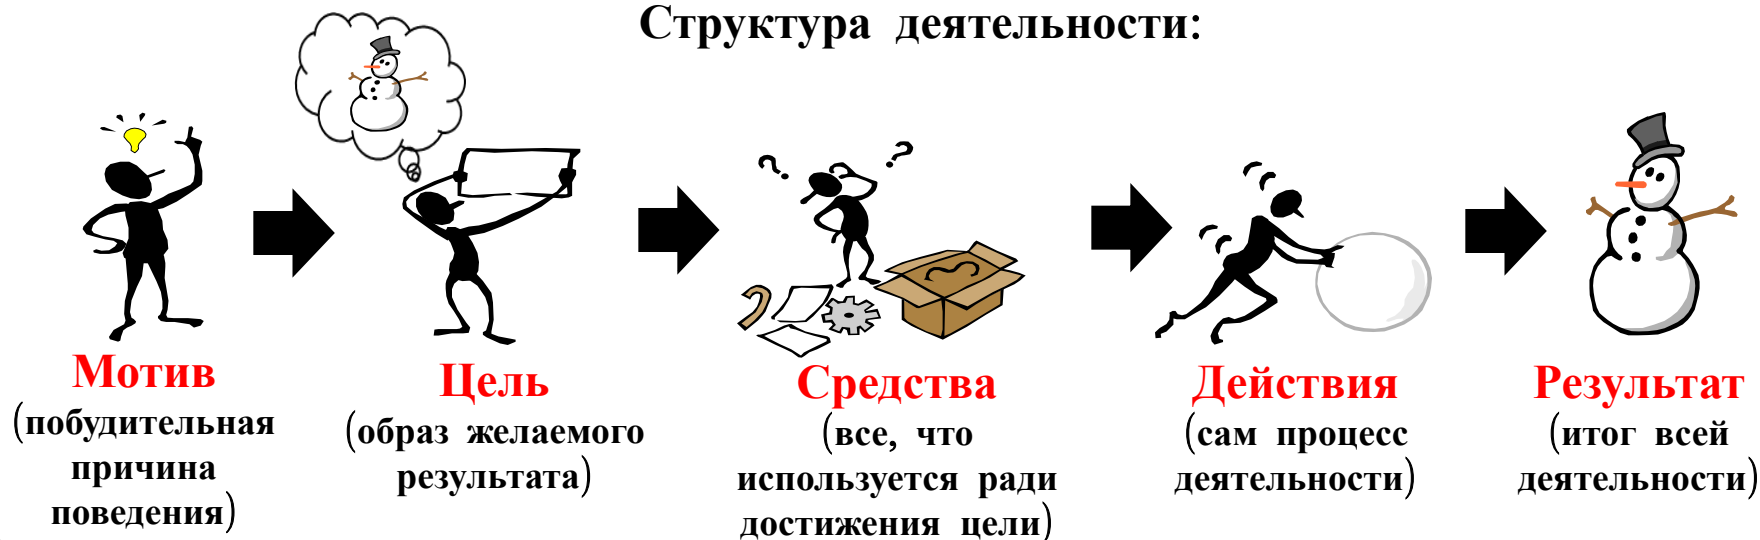 Структура деятельности:
Мотив
(побудительная
причина
поведения)
Цель
(образ желаемого
результата)
Средства
(все, что
используется ради
достижения цели)
Действия
(сам процесс
деятельности)
Результат
(итог всей
деятельности)